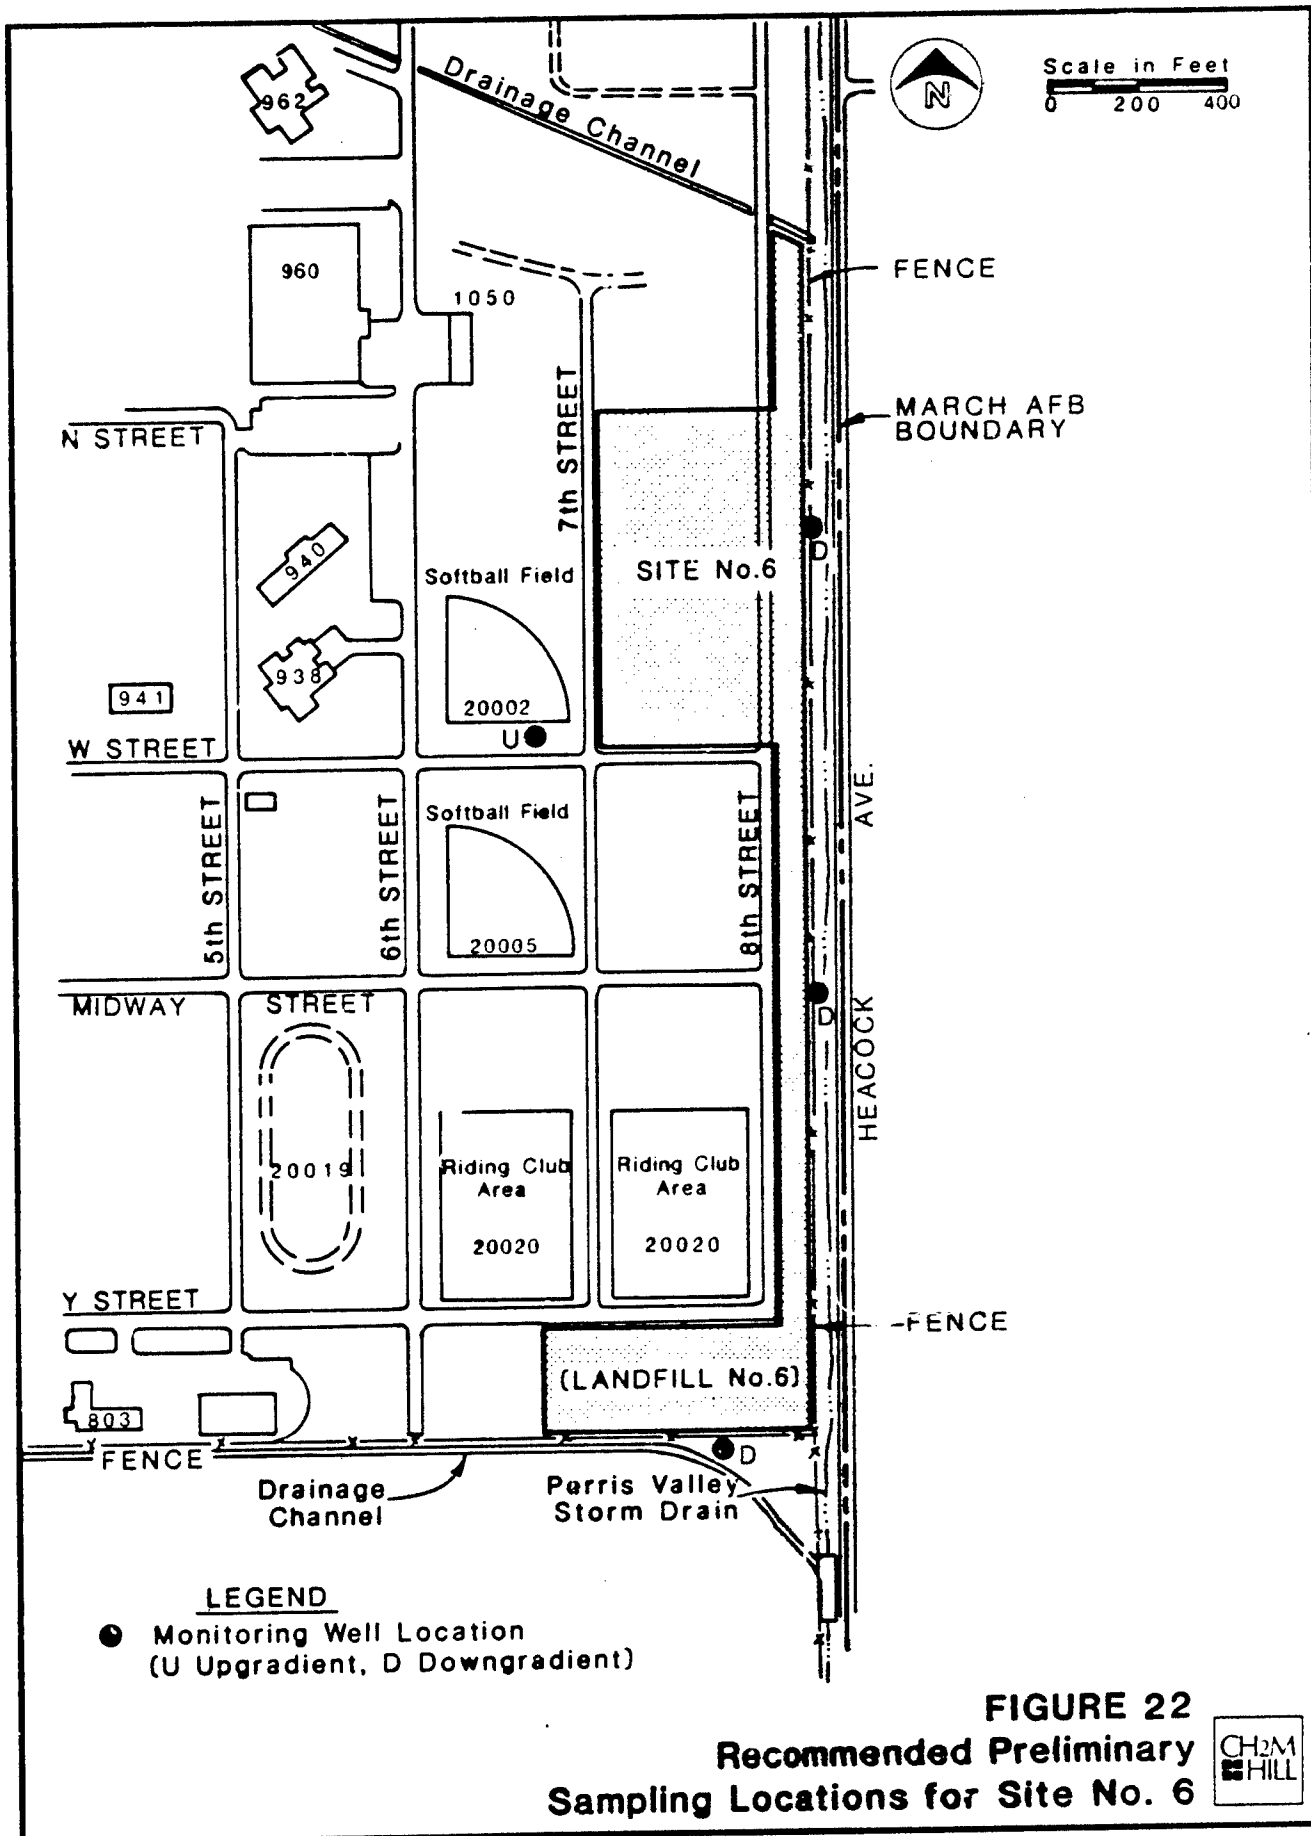 Scale in Feet
0 200 400
N
962
Drainage Channel
960
1050
FENCE
MARCH AFB
BOUNDARY
N STREET
7th STREET
940
Softball Field
SITE No.6
D
938
941
20002
U
W STREET
Softball Field
5th STREET
6th STREET
8th STREET
HEACOCK AVE.
20005
MIDWAY STREET
D
20019
Riding Club
Area
20020
Riding Club
Area
20020
Y STREET
FENCE
(LANDFILL No.6)
803
FENCE
D
Drainage
Channel
Perris Valley
Storm Drain
LEGEND
Monitoring Well Location
(U Upgradient, D Downgradient)
FIGURE 22
Recommended Preliminary
Sampling Locations for Site No. 6
CH2M
HILL